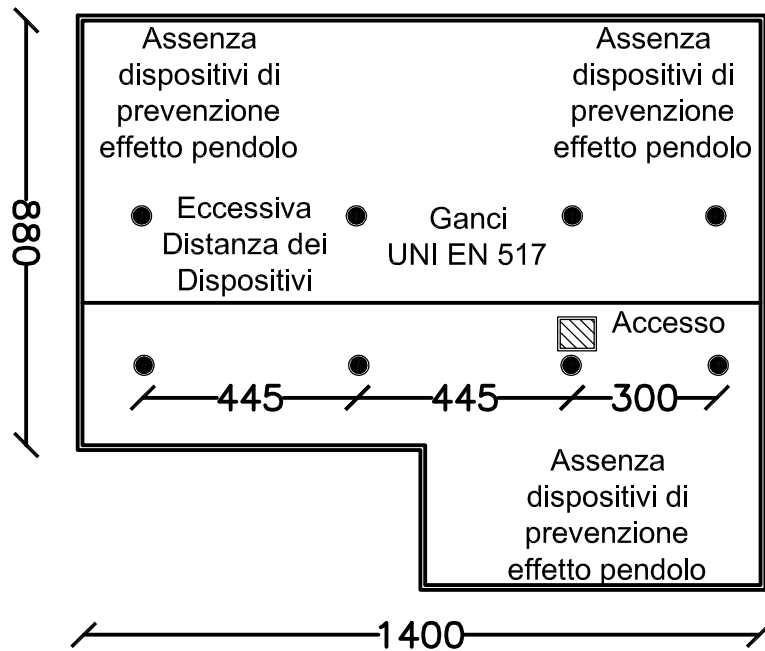 Assenza
dispositivi di
prevenzione
effetto pendolo
Assenza
dispositivi di
prevenzione
effetto pendolo
880
Eccessiva
Distanza dei
Dispositivi
Ganci
UNI EN 517
Accesso
445
445
300
Assenza
dispositivi di
prevenzione
effetto pendolo
1400